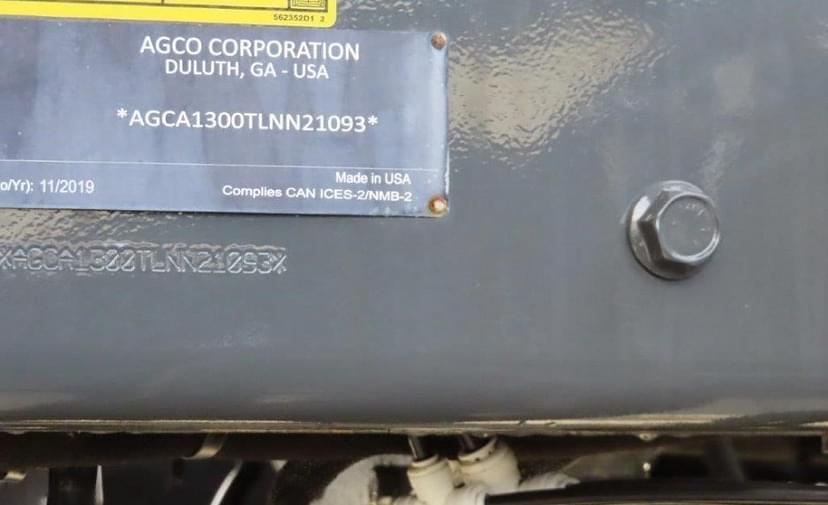 562352D1 2
AGCO CORPORATION
DULUTH, GA - USA
*AGCA1300TLNN21093*
o/Yr): 11/2019
Made in USA
Complies CAN ICES-2/NMB-2
*AGCA1300TLNN21093*